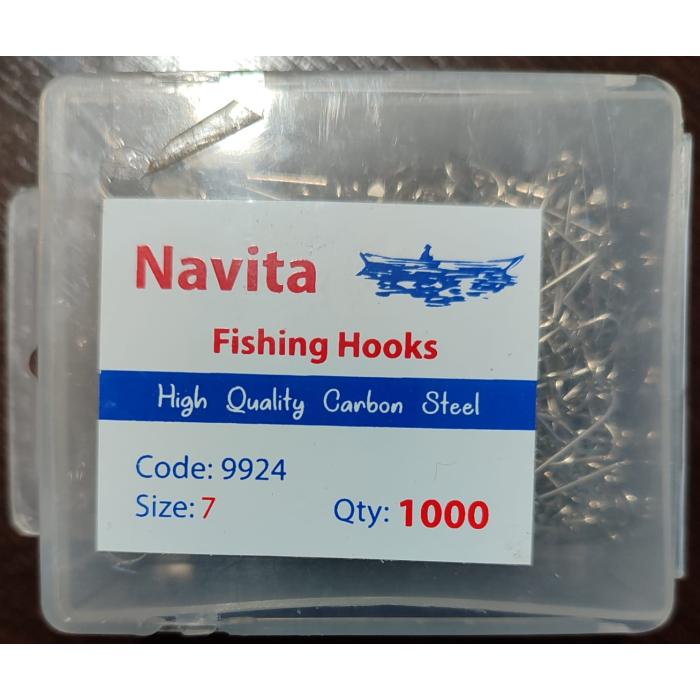 Navita
Fishing Hooks
High Quality Carbon Steel
Code: 9924
Size: 7 Qty: 1000